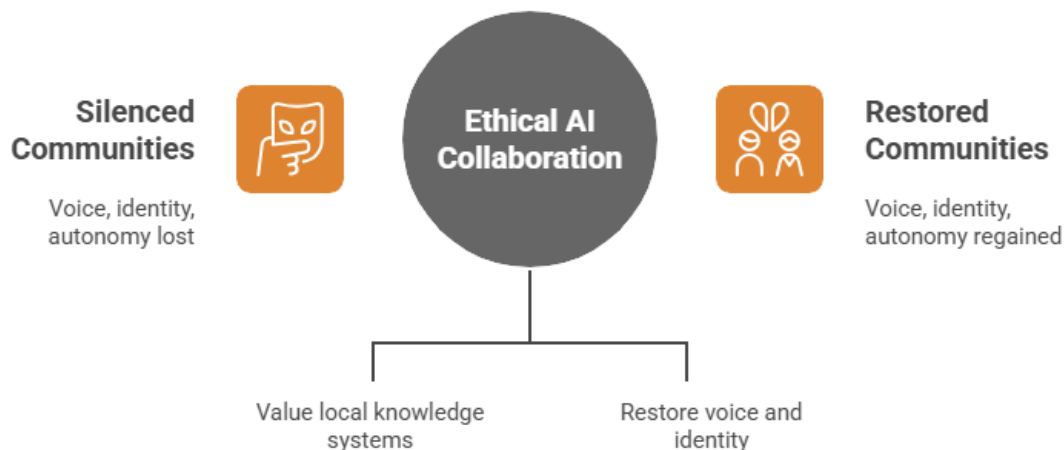 Silenced
Communities
Voice, identity,
autonomy lost
Ethical AI
Collaboration
Restored
Communities
Voice, identity,
autonomy regained
Value local knowledge
systems
Restore voice and
identity